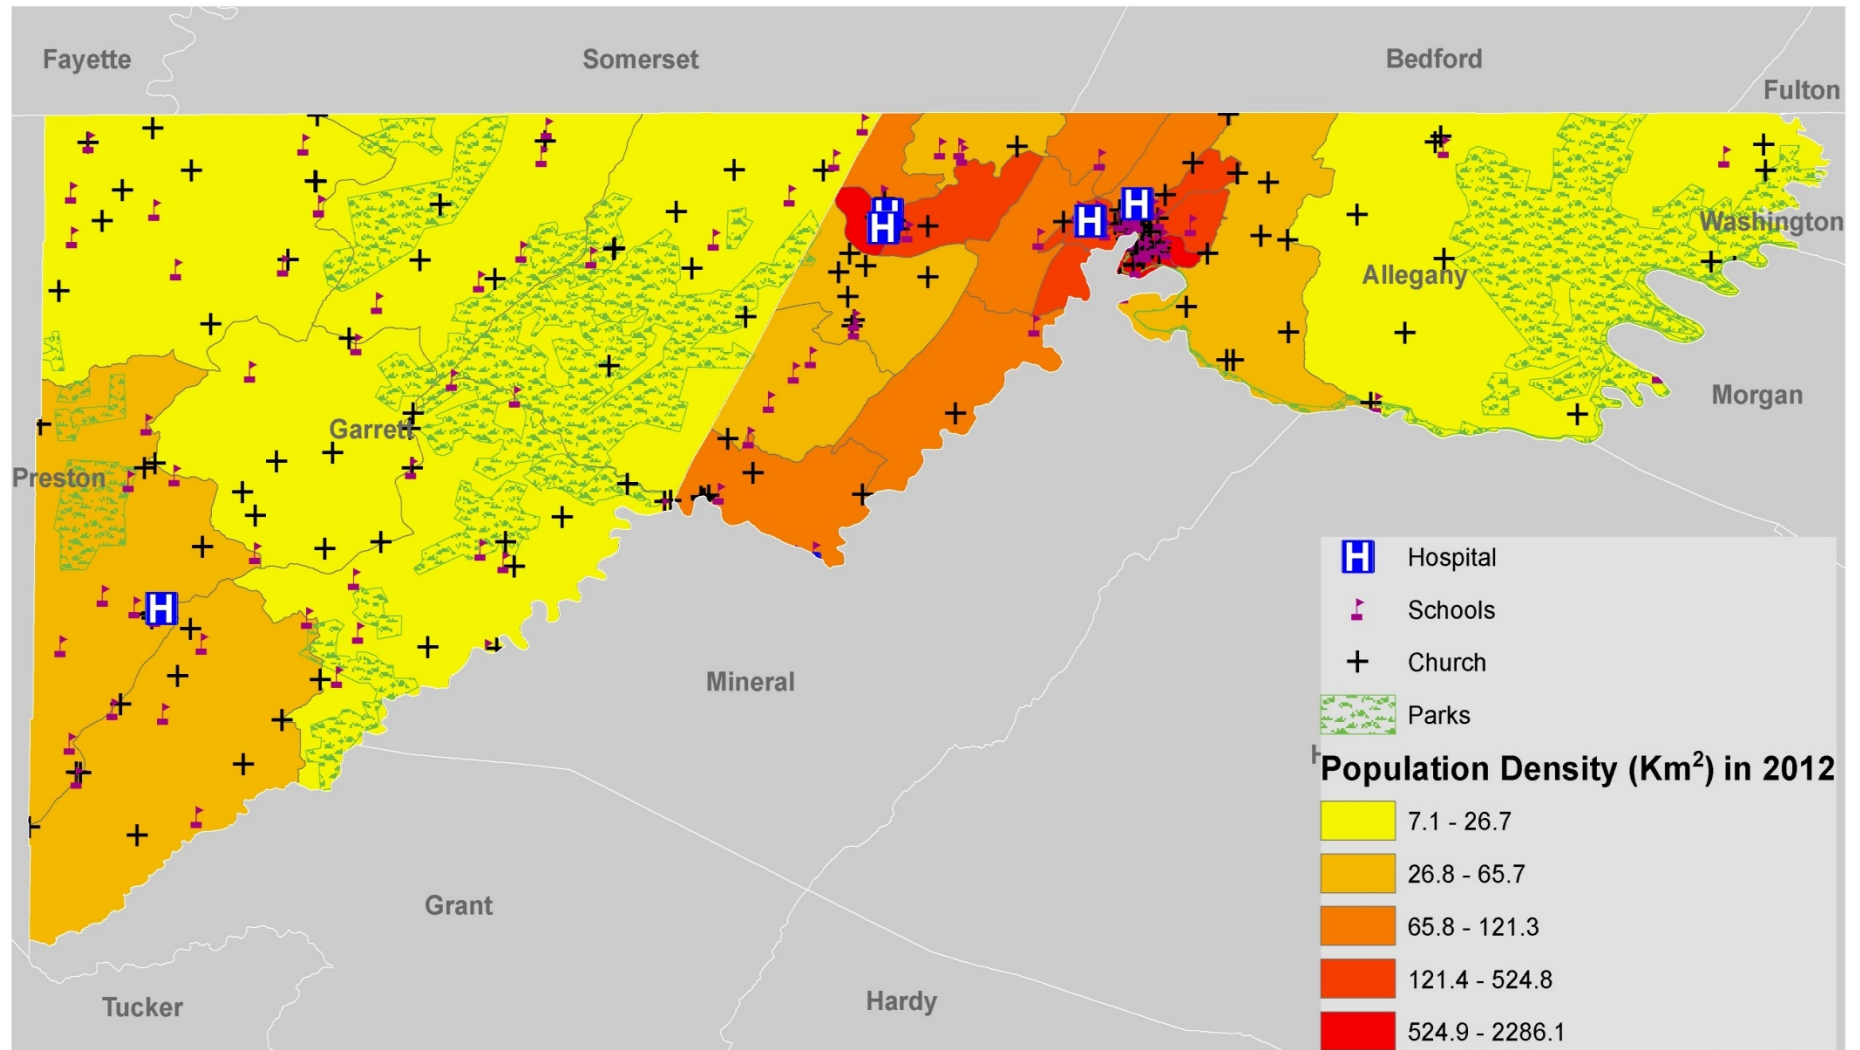 Fayette
Somerset
Bedford
Fulton
Washington
Allegany
Morgan
Garrett
Preston
Mineral
Grant
Tucker
Hardy
H
H
H
H
H
H Hospital
Schools
Church
Parks
H
Population Density (Km²) in 2012
7.1 - 26.7
26.8 - 65.7
65.8 - 121.3
121.4 - 524.8
524.9 - 2286.1